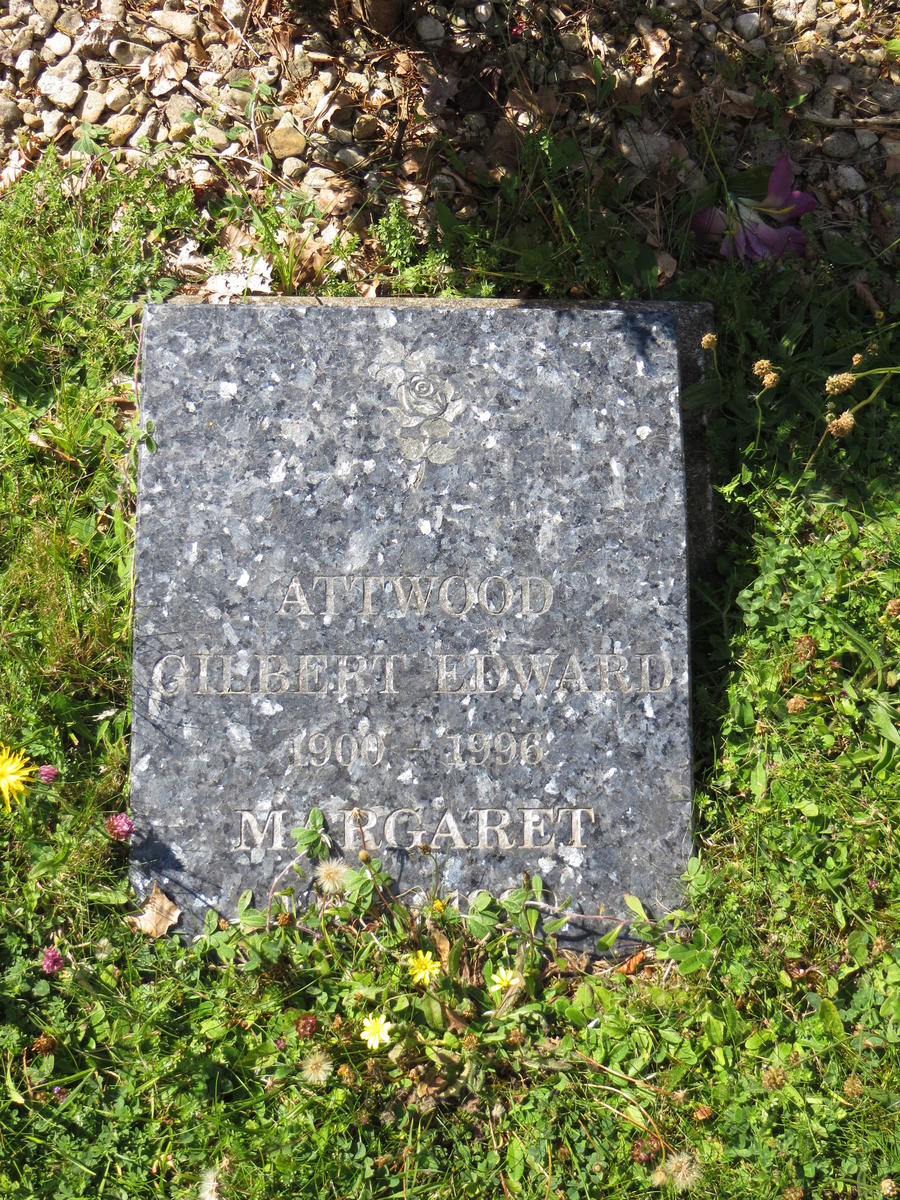 ATTWOOD
GILBERT EDWARD
1900 - 1996
MARGARET